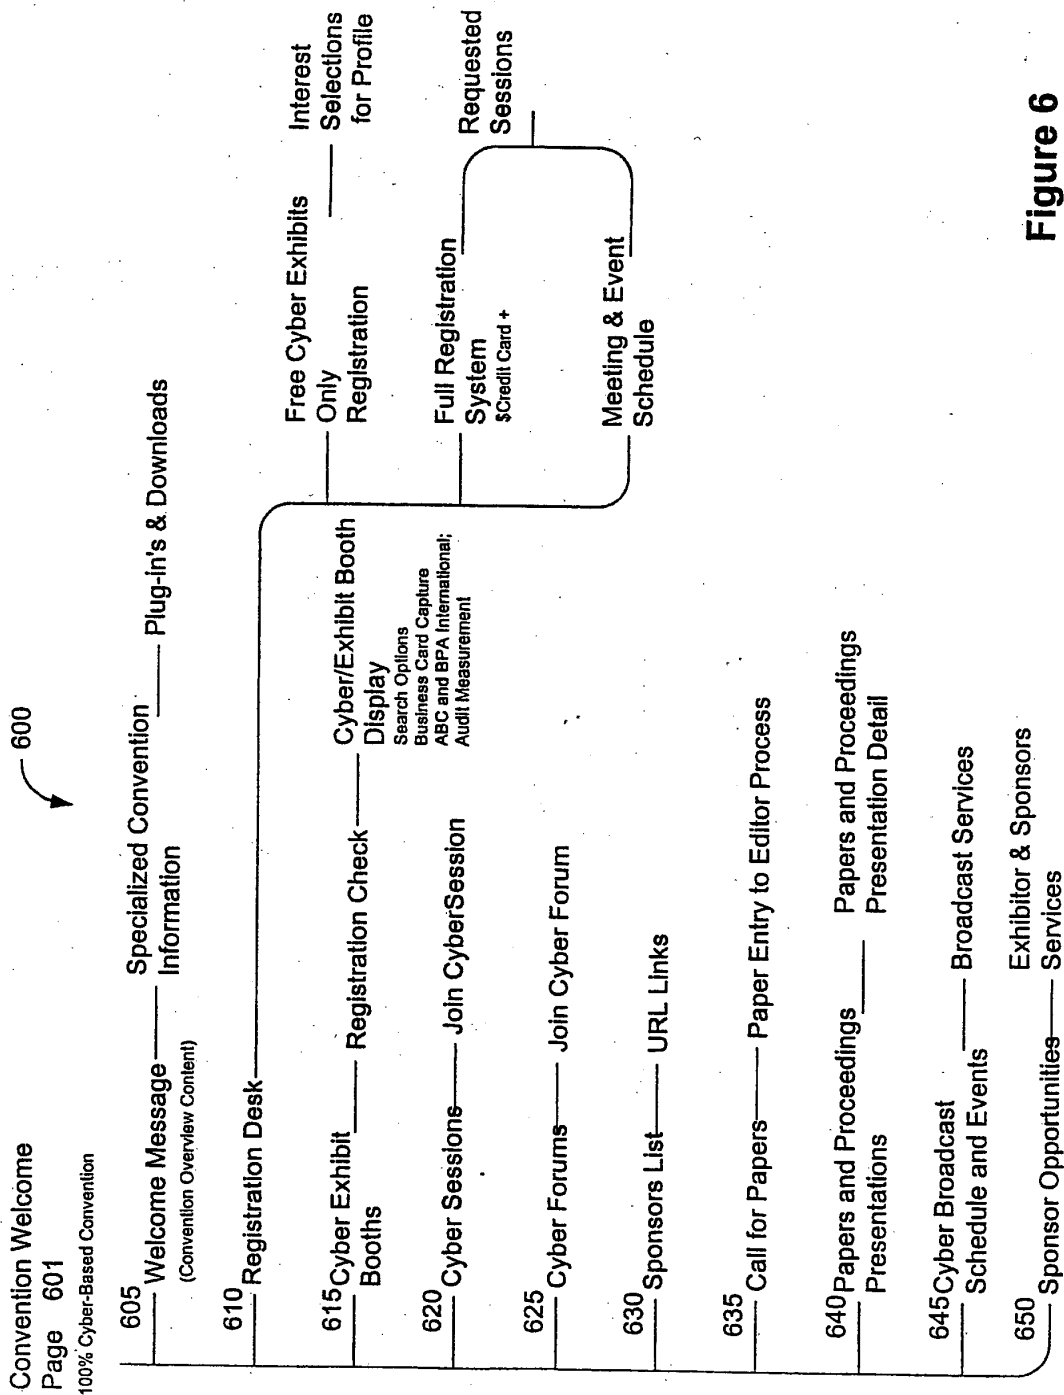 Convention Welcome
Page 601
100% Cyber-Based Convention
600
605
Welcome Message
(Convention Overview Content)
Specialized Convention
Information
Plug-in's & Downloads
610
Registration Desk
Free Cyber Exhibits
Only
Registration
Interest
Selections
for Profile
Full Registration
System
$Credit Card +
Meeting & Event
Schedule
Requested
Sessions
615
Cyber Exhibit
Booths
Registration Check
Cyber/Exhibit Booth
Display
Search Options
Business Card Capture
ABC and BPA International;
Audit Measurement
620
Cyber Sessions
Join CyberSession
625
Cyber Forums
Join Cyber Forum
630
Sponsors List
URL Links
635
Call for Papers
Paper Entry to Editor Process
640
Papers and Proceedings
Presentations
Papers and Proceedings
Presentation Detail
645
Cyber Broadcast
Schedule and Events
Broadcast Services
650
Sponsor Opportunities
Exhibitor & Sponsors
Services
Figure 6